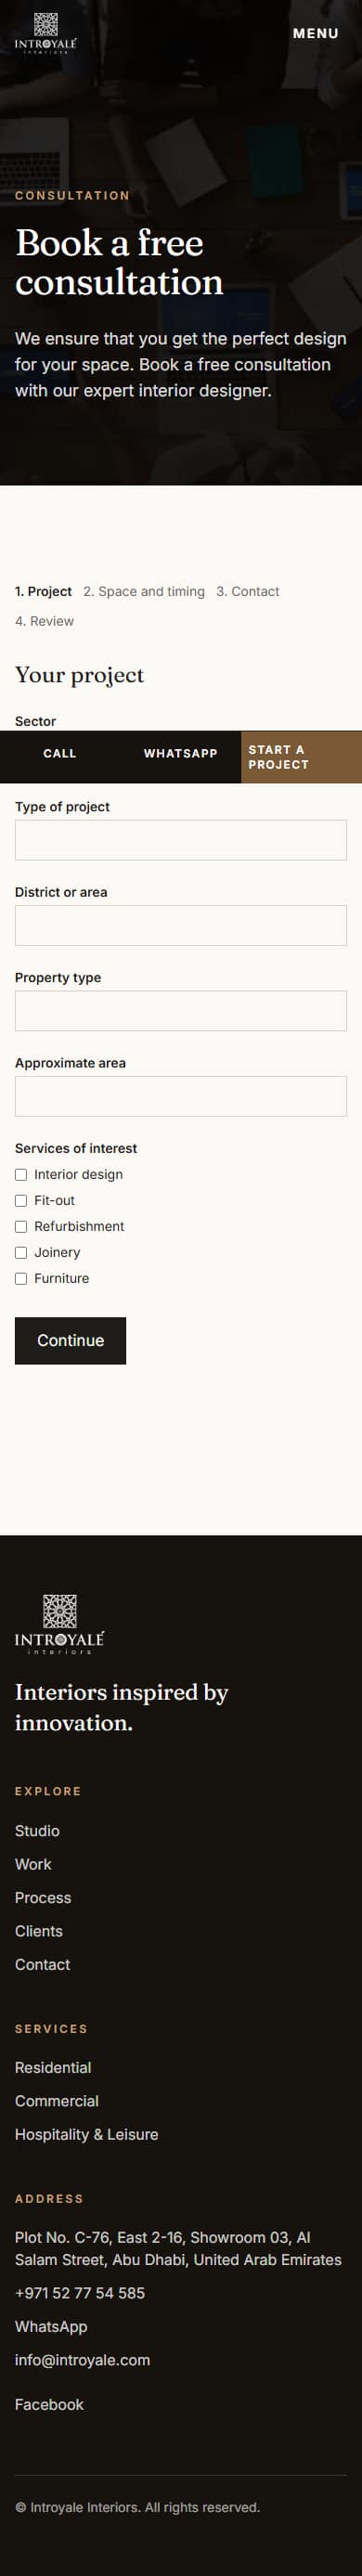 INTROYALÉ
interiors
MENU
CONSULTATION
Book a free
consultation
We ensure that you get the perfect design
for your space. Book a free consultation
with our expert interior designer.
1. Project 2. Space and timing 3. Contact
4. Review
Your project
Sector
CALL WHATSAPP START A
PROJECT
Type of project
District or area
Property type
Approximate area
Services of interest
Interior design
Fit-out
Refurbishment
Joinery
Furniture
Continue
INTROYALÉ
interiors
Interiors inspired by
innovation.
EXPLORE
Studio
Work
Process
Clients
Contact
SERVICES
Residential
Commercial
Hospitality & Leisure
ADDRESS
Plot No. C-76, East 2-16, Showroom 03, Al
Salam Street, Abu Dhabi, United Arab Emirates
+971 52 77 54 585
WhatsApp
info@introyale.com
Facebook
© Introyale Interiors. All rights reserved.